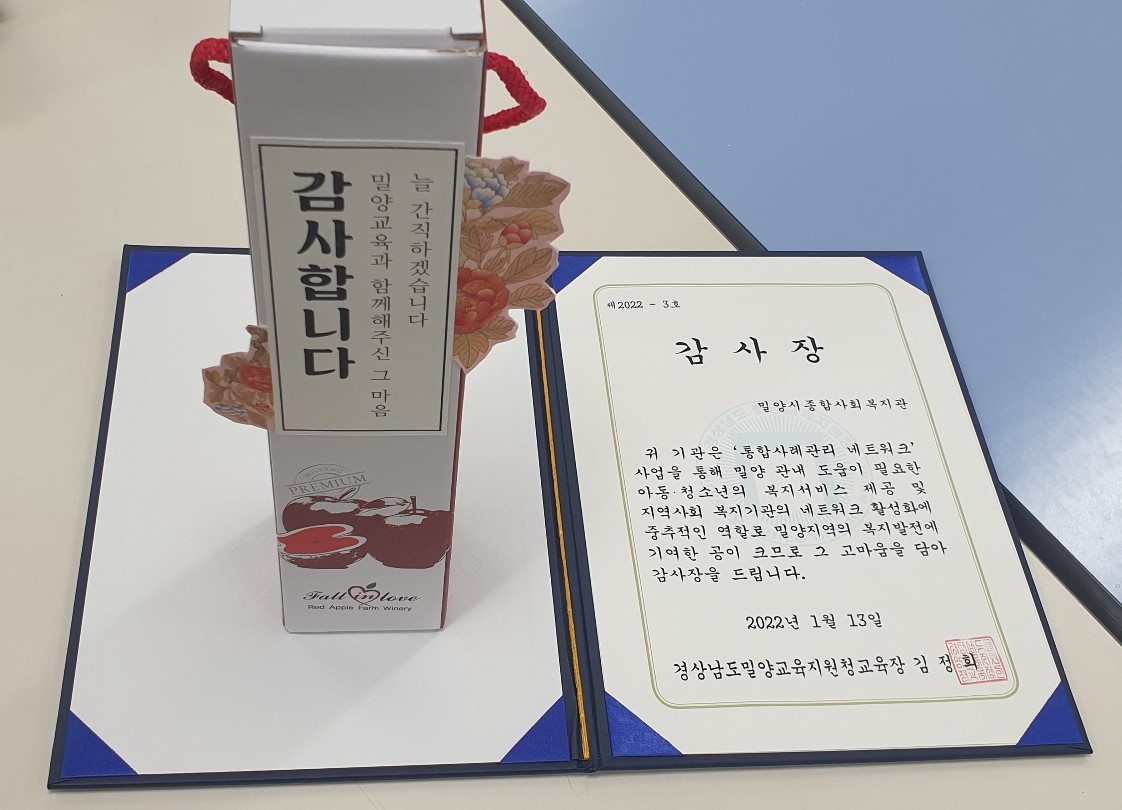 감사합니다
밀양교육과 함께해주신 그 마음
늘 간직하겠습니다
PREMIUM
Fall in love
Red Apple Farm Winery
제2022 - 3호
감 사 장
밀양시종합사회복지관
귀 기관은 '통합사례관리 네트워크'
사업을 통해 밀양 관내 도움이 필요한
아동·청소년의 복지서비스 제공 및
지역사회 복지기관의 네트워크 활성화에
중추적인 역할로 밀양지역의 복지발전에
기여한 공이 크므로 그 고마움을 담아
감사장을 드립니다.
2022년 1월 13일
경상남도밀양교육지원청교육장 김 정 희